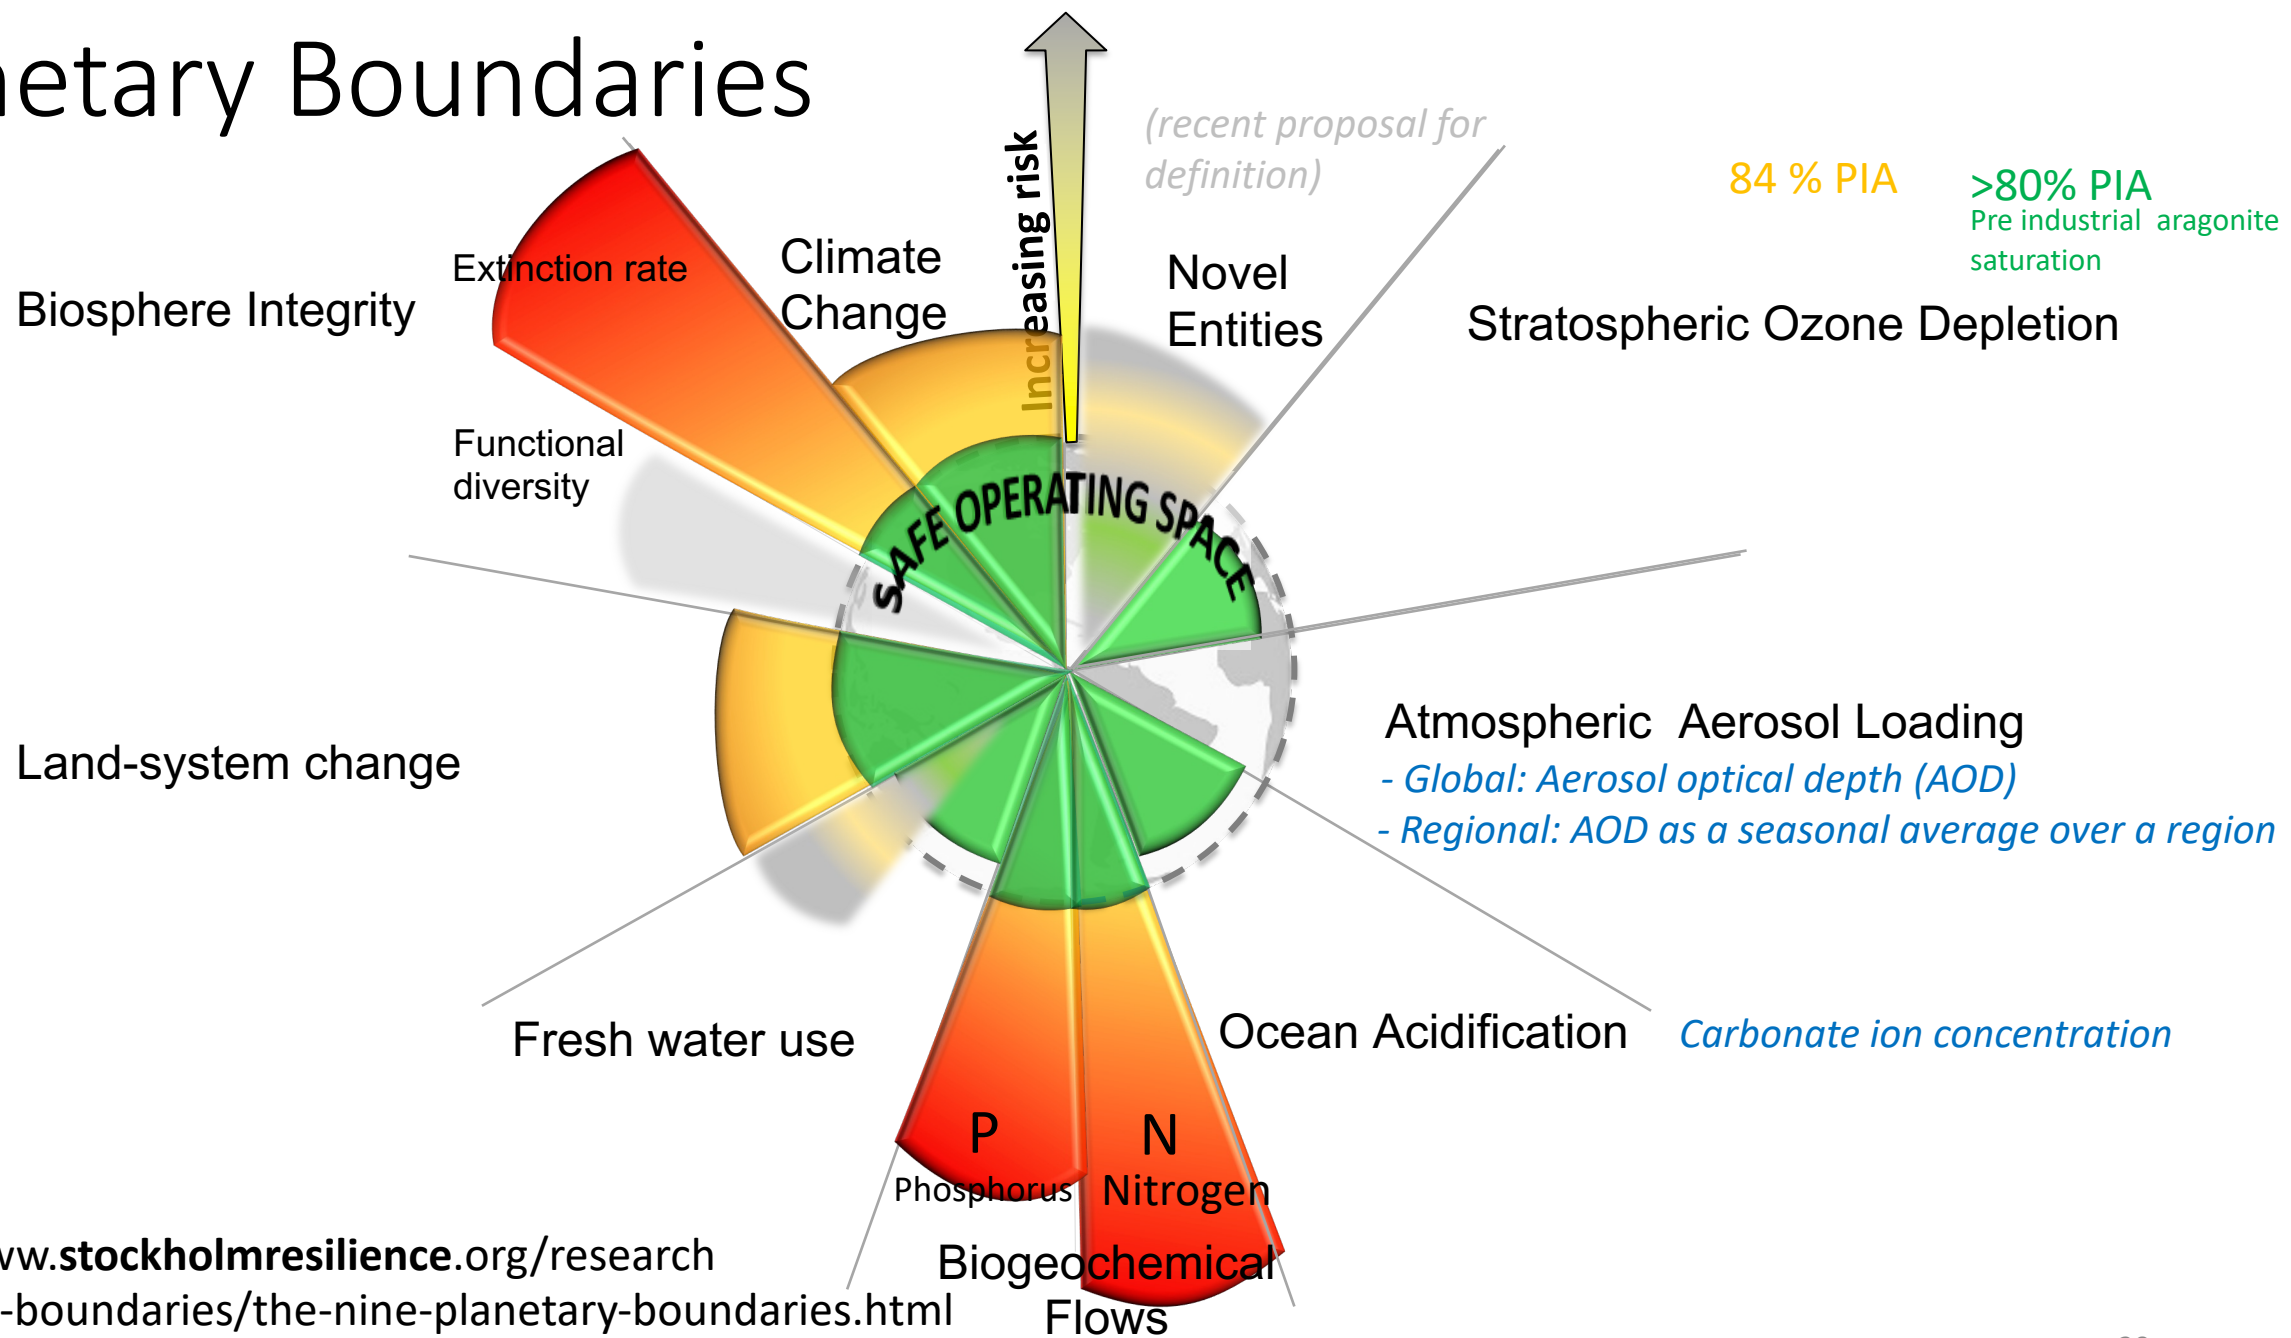 netary Boundaries
Increasing risk
(recent proposal for
definition)
84 % PIA
>80% PIA
Pre industrial aragonite
saturation
Extinction rate
Climate
Change
Novel
Entities
Biosphere Integrity
Stratospheric Ozone Depletion
Functional
diversity
SAFE OPERATING SPACE
Land-system change
Atmospheric Aerosol Loading
- Global: Aerosol optical depth (AOD)
- Regional: AOD as a seasonal average over a region
Fresh water use
Ocean Acidification
Carbonate ion concentration
P
Phosphorus
N
Nitrogen
Biogeochemical
Flows
ww.stockholmresilience.org/research
-boundaries/the-nine-planetary-boundaries.html